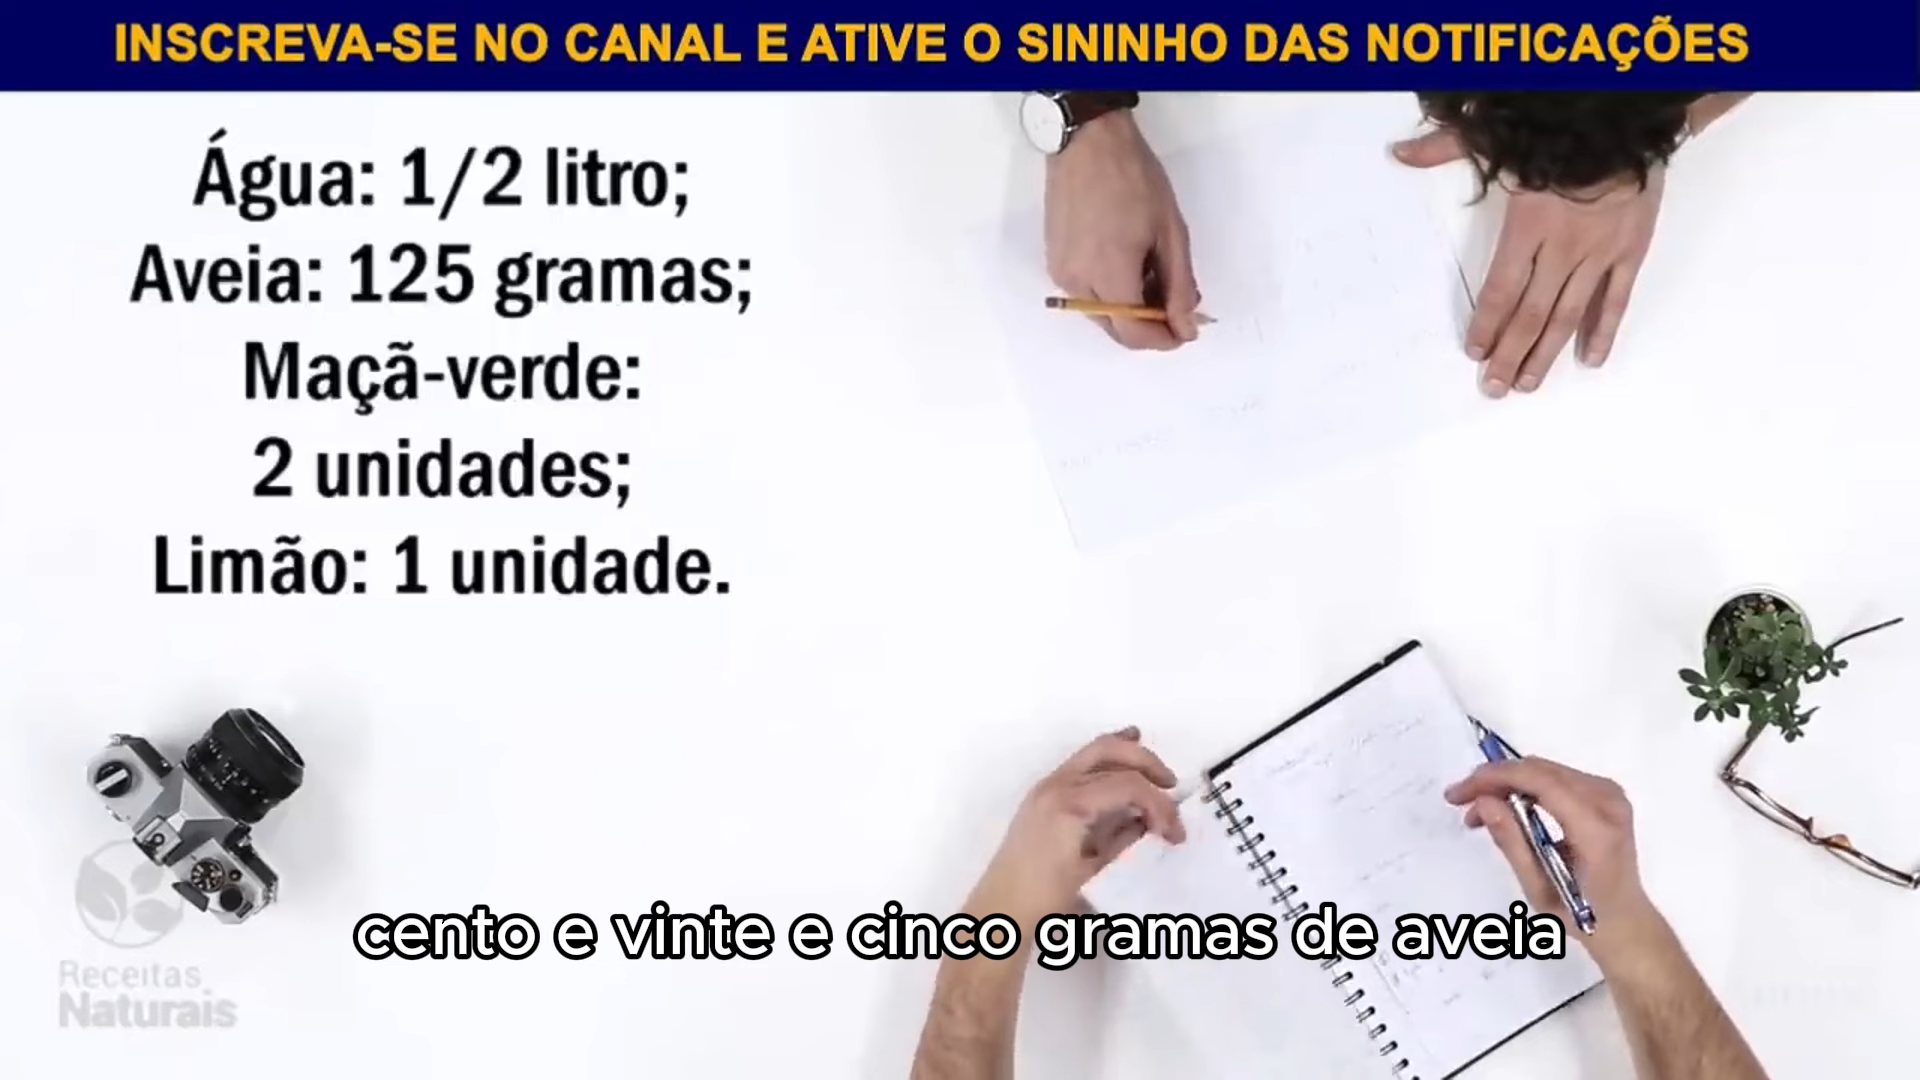 INSCREVA-SE NO CANAL E ATIVE O SININHO DAS NOTIFICAÇÕES
Água: 1/2 litro;
Aveia: 125 gramas;
Maçã-verde:
2 unidades;
Limão: 1 unidade.
cento e vinte e cinco gramas de aveia
Receitas
Naturais